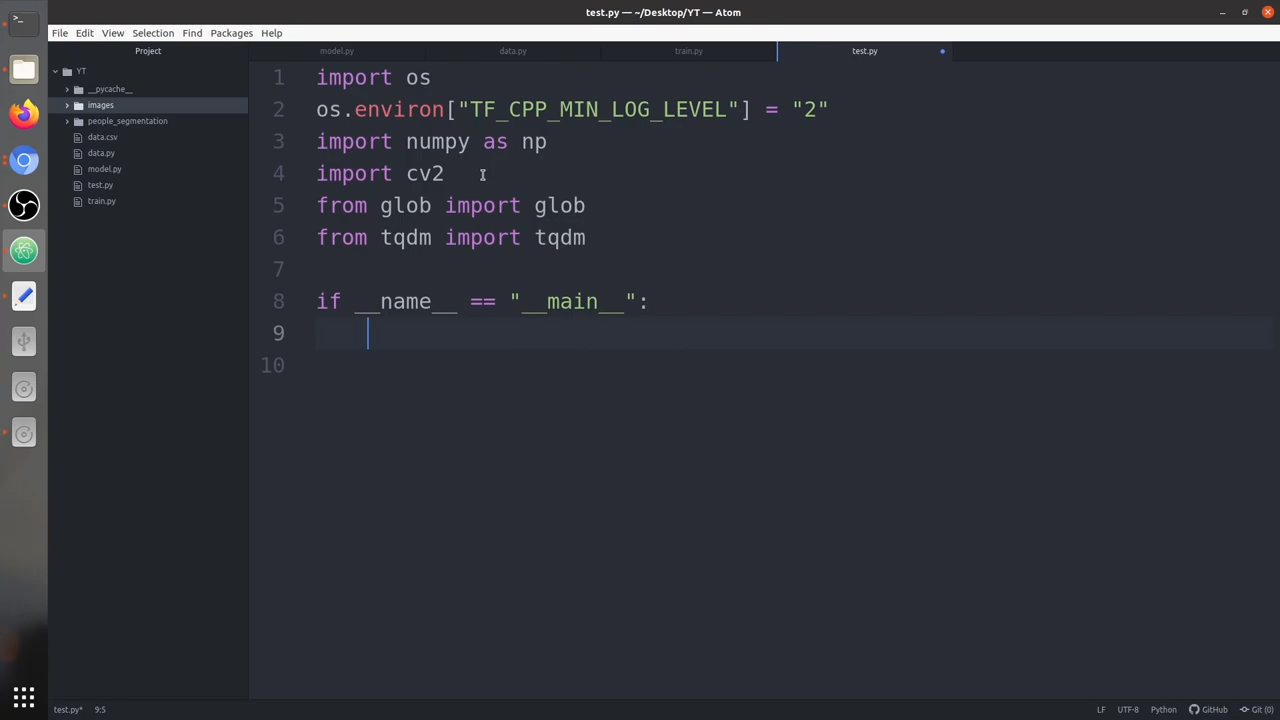 test.py — ~/Desktop/YT — Atom
File Edit View Selection Find Packages Help
Project
model.py data.py train.py test.py
YT
__pycache__
images
people_segmentation
data.csv
data.py
model.py
test.py
train.py
1 import os
2 os.environ["TF_CPP_MIN_LOG_LEVEL"] = "2"
3 import numpy as np
4 import cv2
5 from glob import glob
6 from tqdm import tqdm
7
8 if __name__ == "__main__":
9
10
test.py* 9:5 LF UTF-8 Python GitHub Git (0)